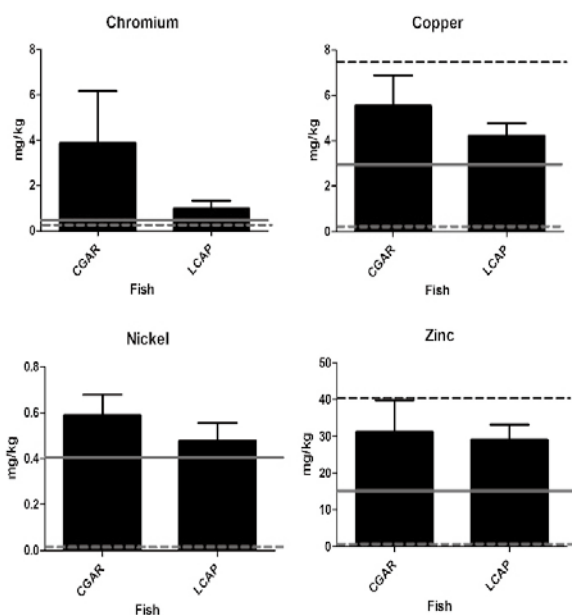 Chromium
mg/kg
8
6
4
2
0
CGAR
LCAP
Fish
Copper
mg/kg
8
6
4
2
0
CGAR
LCAP
Fish
Nickel
mg/kg
0.8
0.6
0.4
0.2
0.0
CGAR
LCAP
Fish
Zinc
mg/kg
50
40
30
20
10
0
CGAR
LCAP
Fish